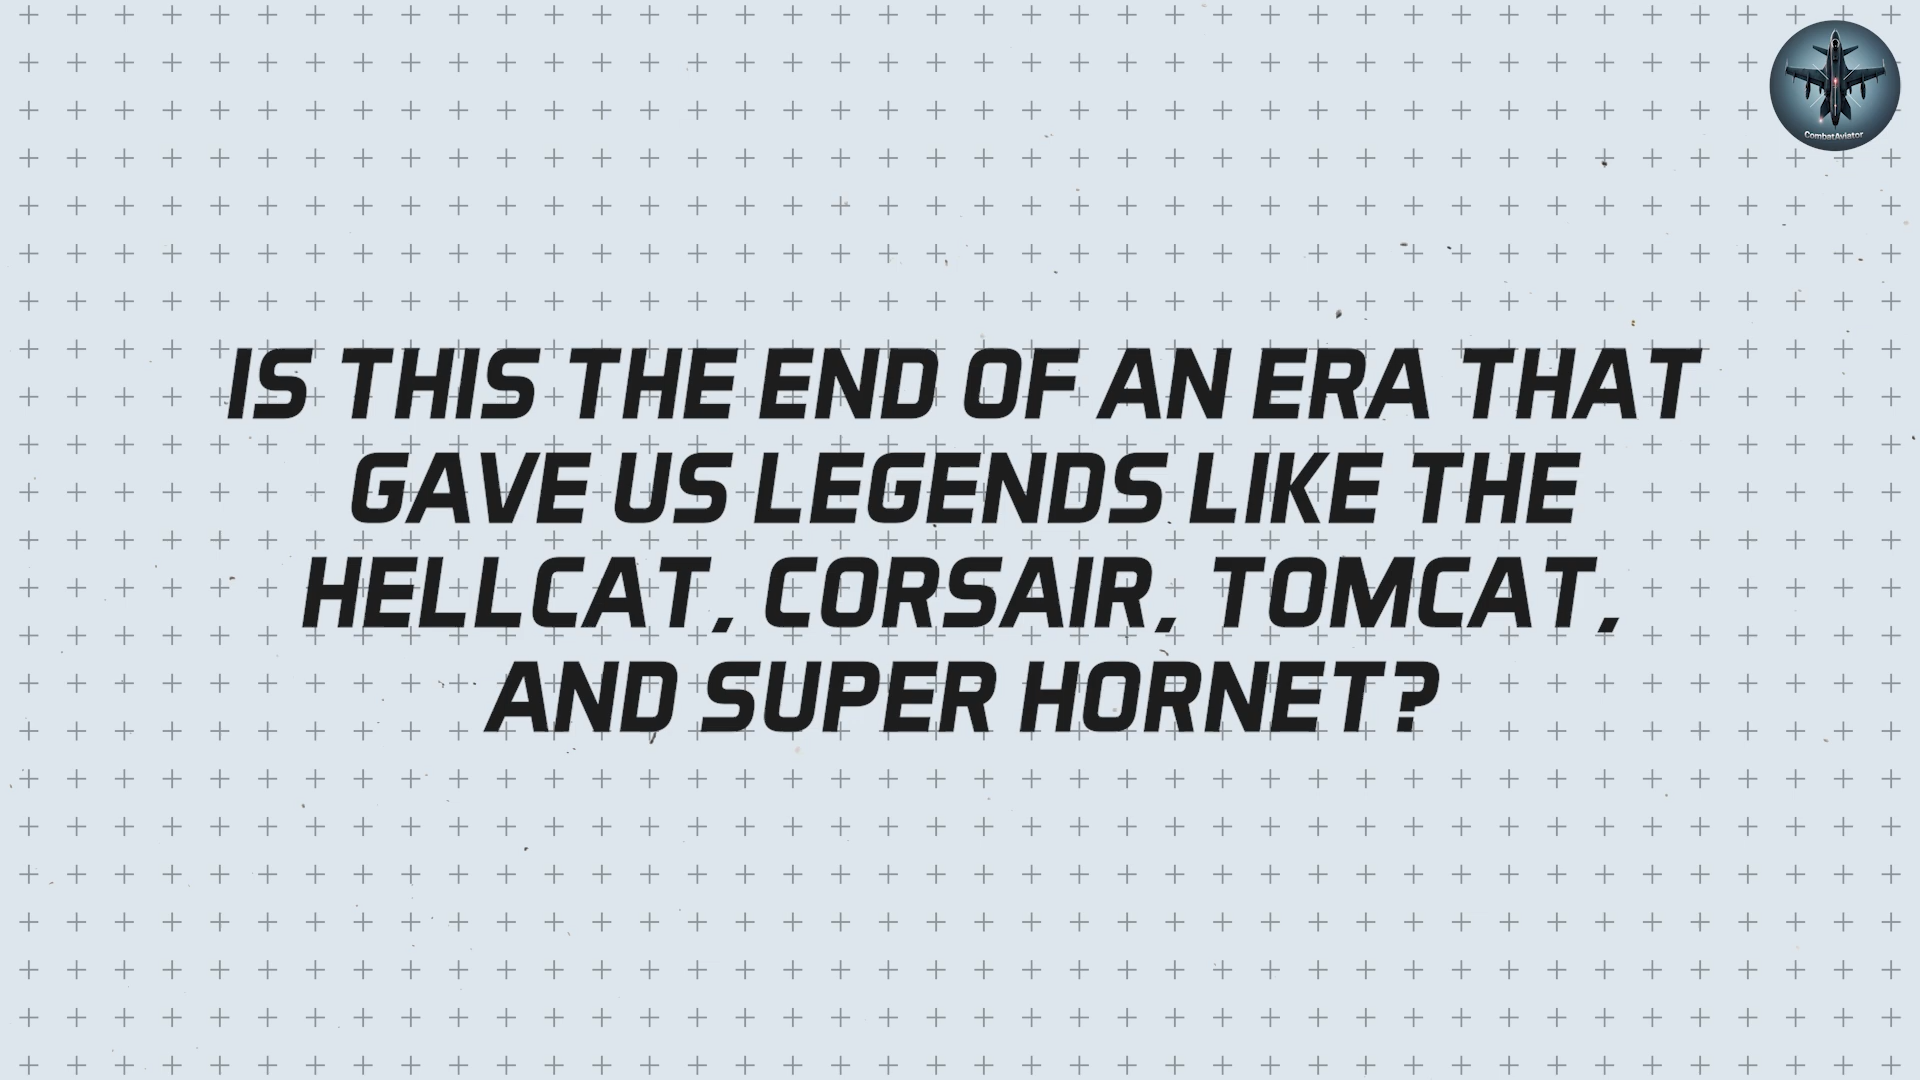 CombatAviator
IS THIS THE END OF AN ERA THAT
GAVE US LEGENDS LIKE THE
HELLCAT, CORSAIR, TOMCAT,
AND SUPER HORNET?